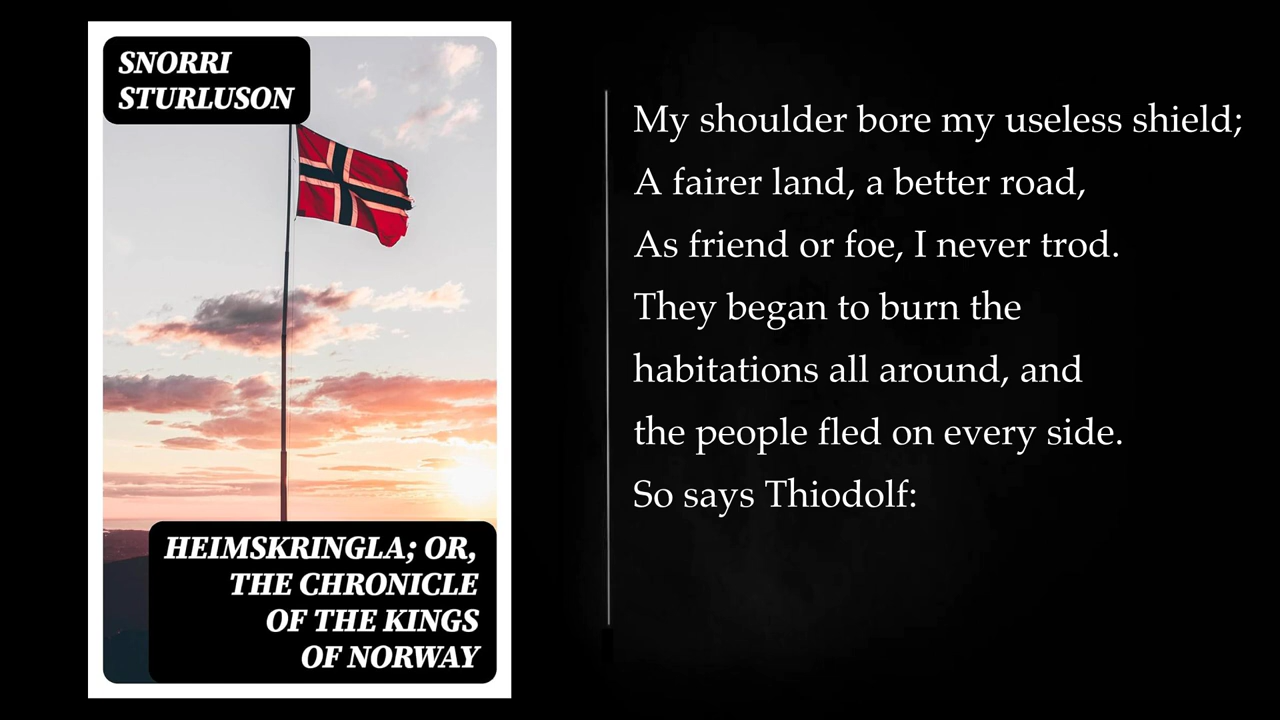 SNORRI
STURLUSON
HEIMSKRINGLA; OR,
THE CHRONICLE
OF THE KINGS
OF NORWAY
My shoulder bore my useless shield;
A fairer land, a better road,
As friend or foe, I never trod.
They began to burn the
habitations all around, and
the people fled on every side.
So says Thiodolf: